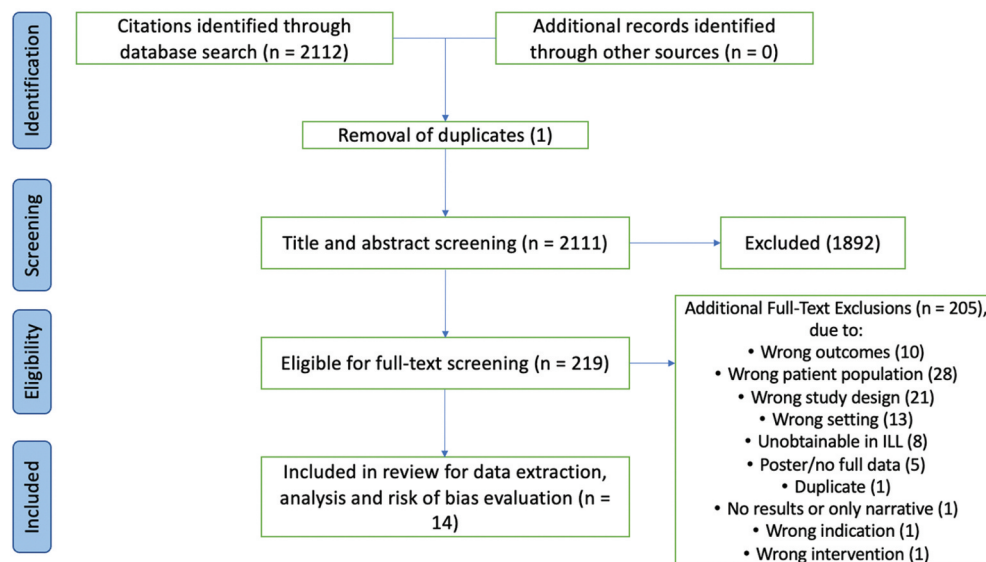 Identification
Citations identified through
database search (n = 2112)
Additional records identified
through other sources (n = 0)
Removal of duplicates (1)
Screening
Title and abstract screening (n = 2111)
Excluded (1892)
Eligibility
Eligible for full-text screening (n = 219)
Additional Full-Text Exclusions (n = 205),
due to:
• Wrong outcomes (10)
• Wrong patient population (28)
• Wrong study design (21)
• Wrong setting (13)
• Unobtainable in ILL (8)
• Poster/no full data (5)
• Duplicate (1)
• No results or only narrative (1)
• Wrong indication (1)
• Wrong intervention (1)
Included
Included in review for data extraction,
analysis and risk of bias evaluation (n =
14)